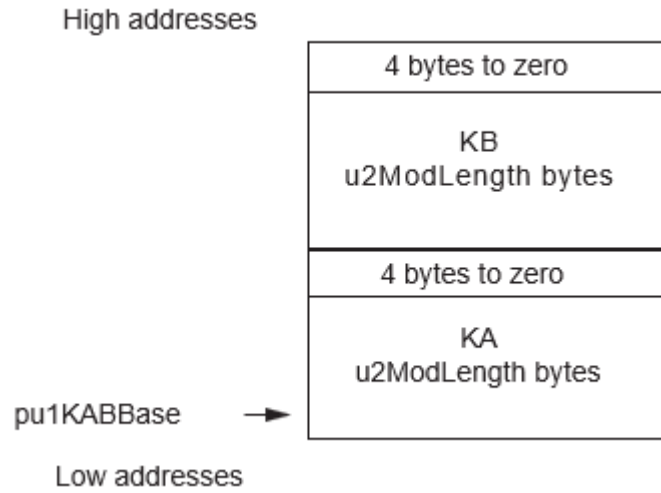 High addresses
4 bytes to zero
KB
u2ModLength bytes
4 bytes to zero
KA
u2ModLength bytes
pu1KABBase
Low addresses